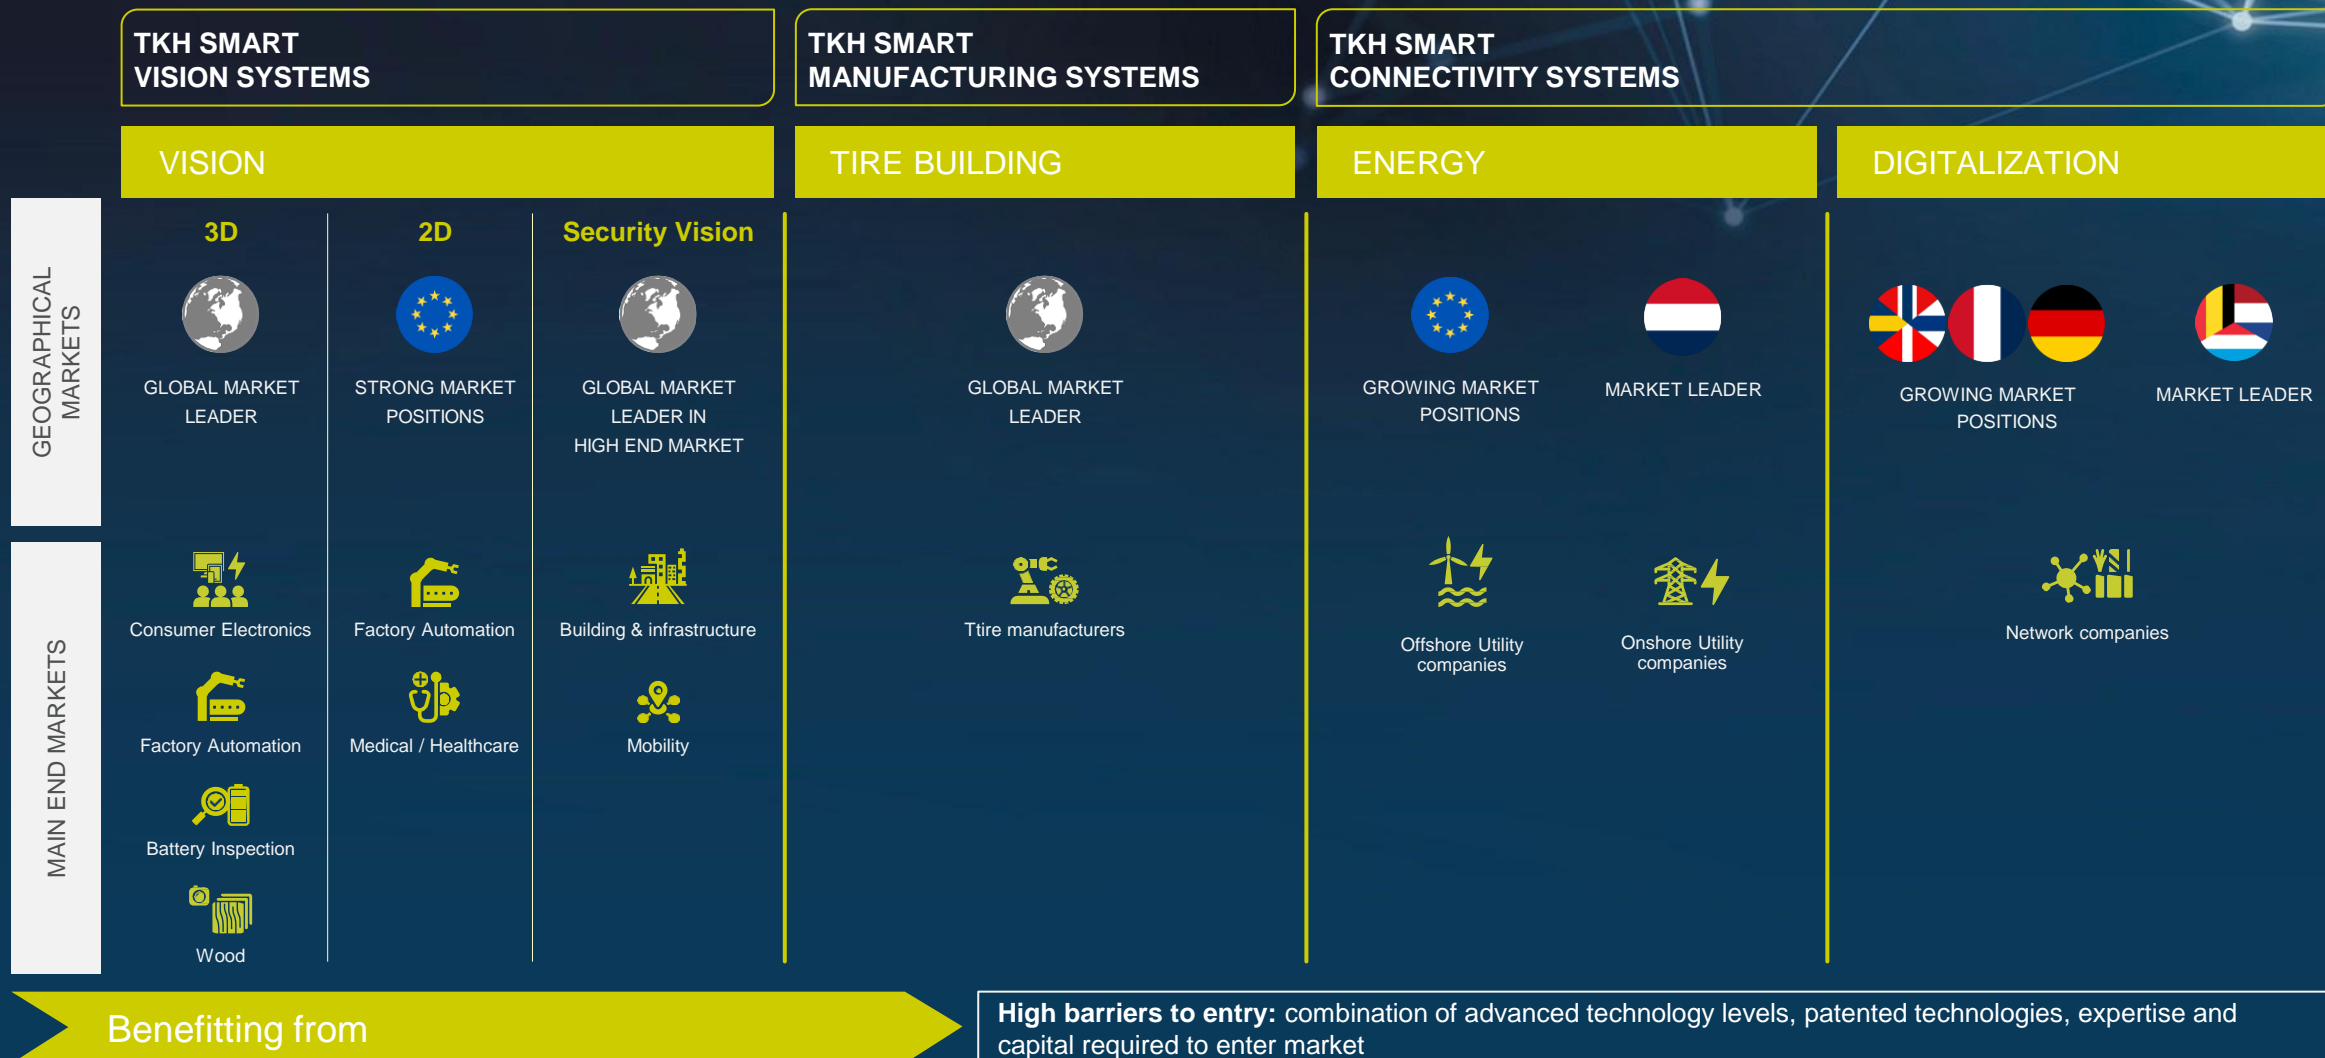 TKH SMART
VISION SYSTEMS
TKH SMART
MANUFACTURING SYSTEMS
TKH SMART
CONNECTIVITY SYSTEMS
VISION
TIRE BUILDING
ENERGY
DIGITALIZATION
GEOGRAPHICAL
MARKETS
3D
2D
Security Vision
GLOBAL MARKET
LEADER
STRONG MARKET
POSITIONS
GLOBAL MARKET
LEADER IN
HIGH END MARKET
GLOBAL MARKET
LEADER
GROWING MARKET
POSITIONS
MARKET LEADER
GROWING MARKET
POSITIONS
MARKET LEADER
MAIN END MARKETS
Consumer Electronics
Factory Automation
Battery Inspection
Wood
Factory Automation
Medical / Healthcare
Building & infrastructure
Mobility
Ttire manufacturers
Offshore Utility
companies
Onshore Utility
companies
Network companies
Benefitting from
High barriers to entry: combination of advanced technology levels, patented technologies, expertise and
capital required to enter market